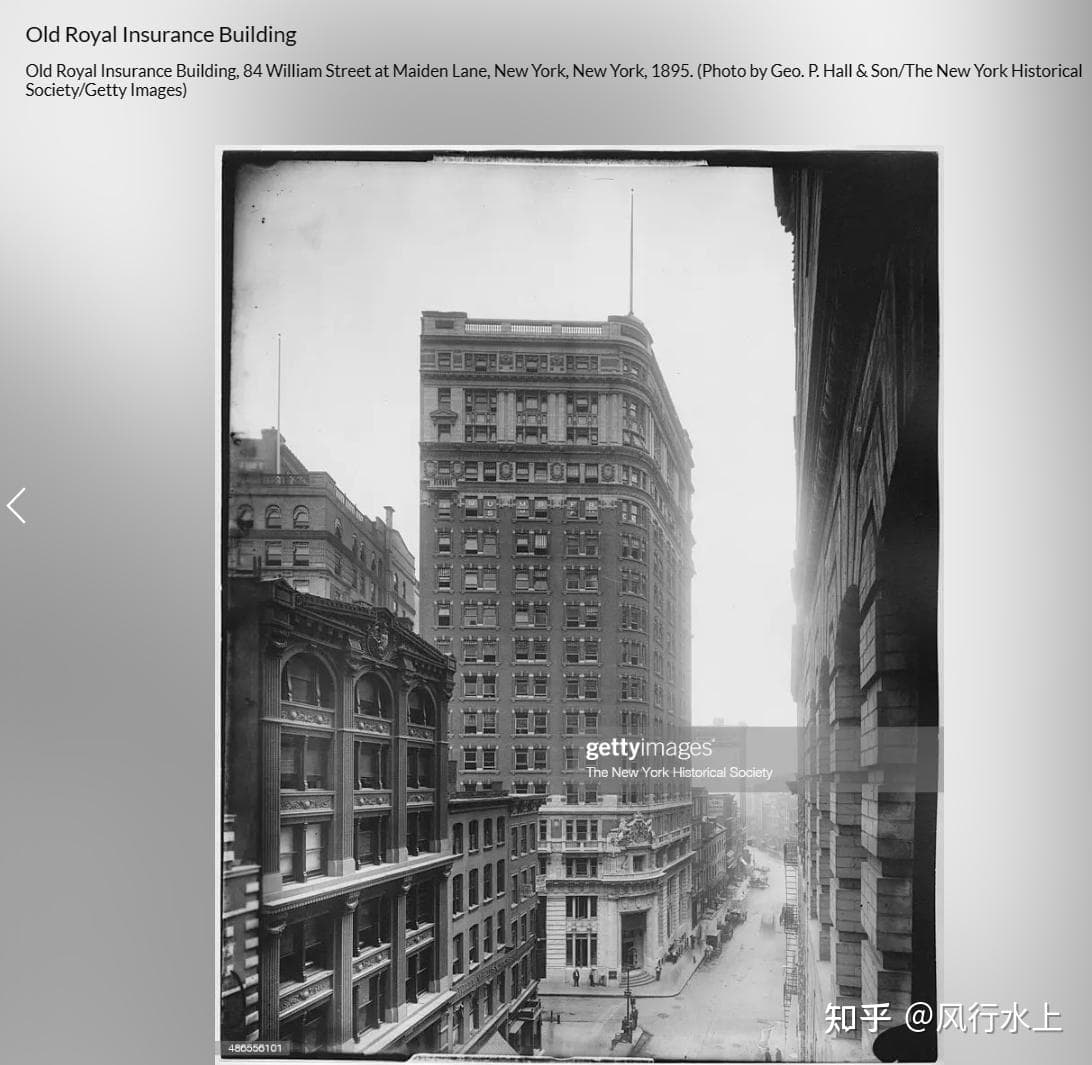 Old Royal Insurance Building
Old Royal Insurance Building, 84 William Street at Maiden Lane, New York, New York, 1895. (Photo by Geo. P. Hall & Son/The New York Historical
Society/Getty Images)
gettyimages®
The New York Historical Society
486556101
知乎 @风行水上